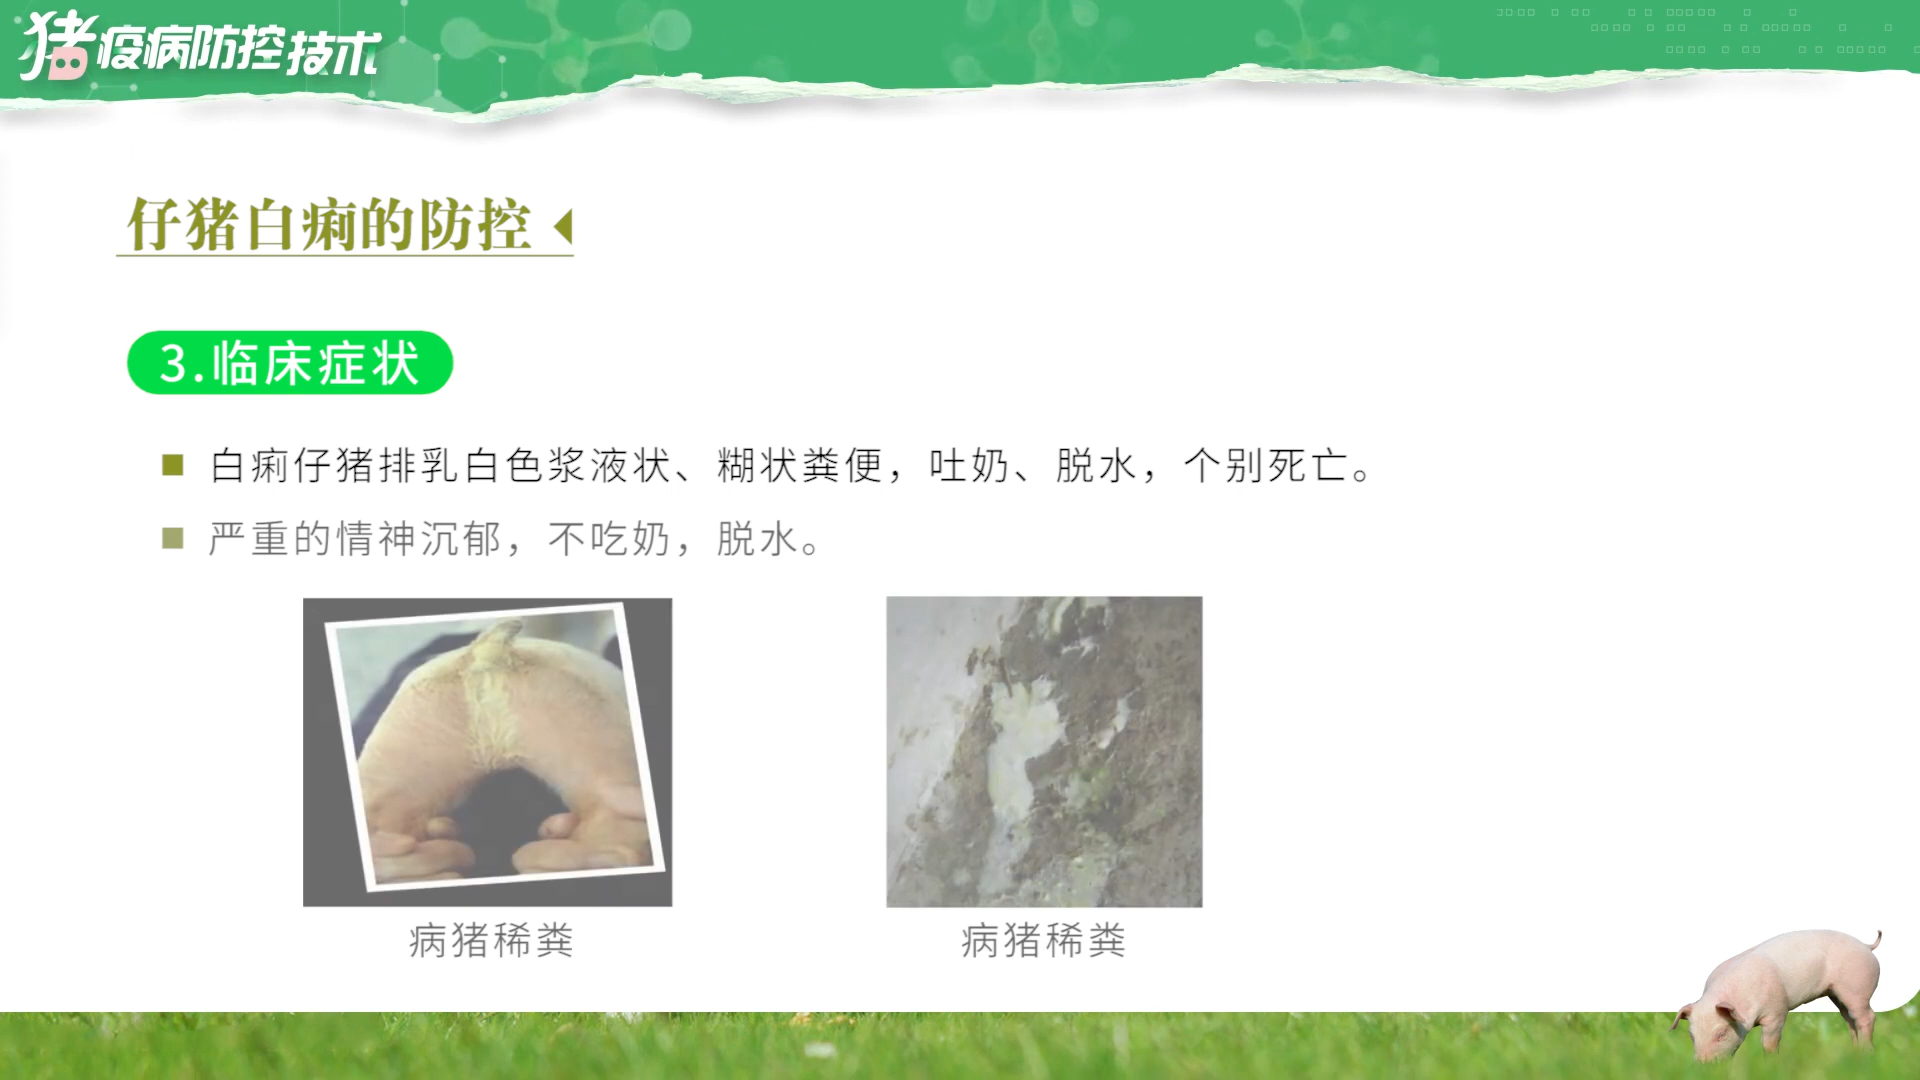 猪疫病防控技术
仔猪白痢的防控
3.临床症状
白痢仔猪排乳白色浆液状、糊状粪便，吐奶、脱水，个别死亡。
严重的情神沉郁，不吃奶，脱水。
病猪稀粪
病猪稀粪